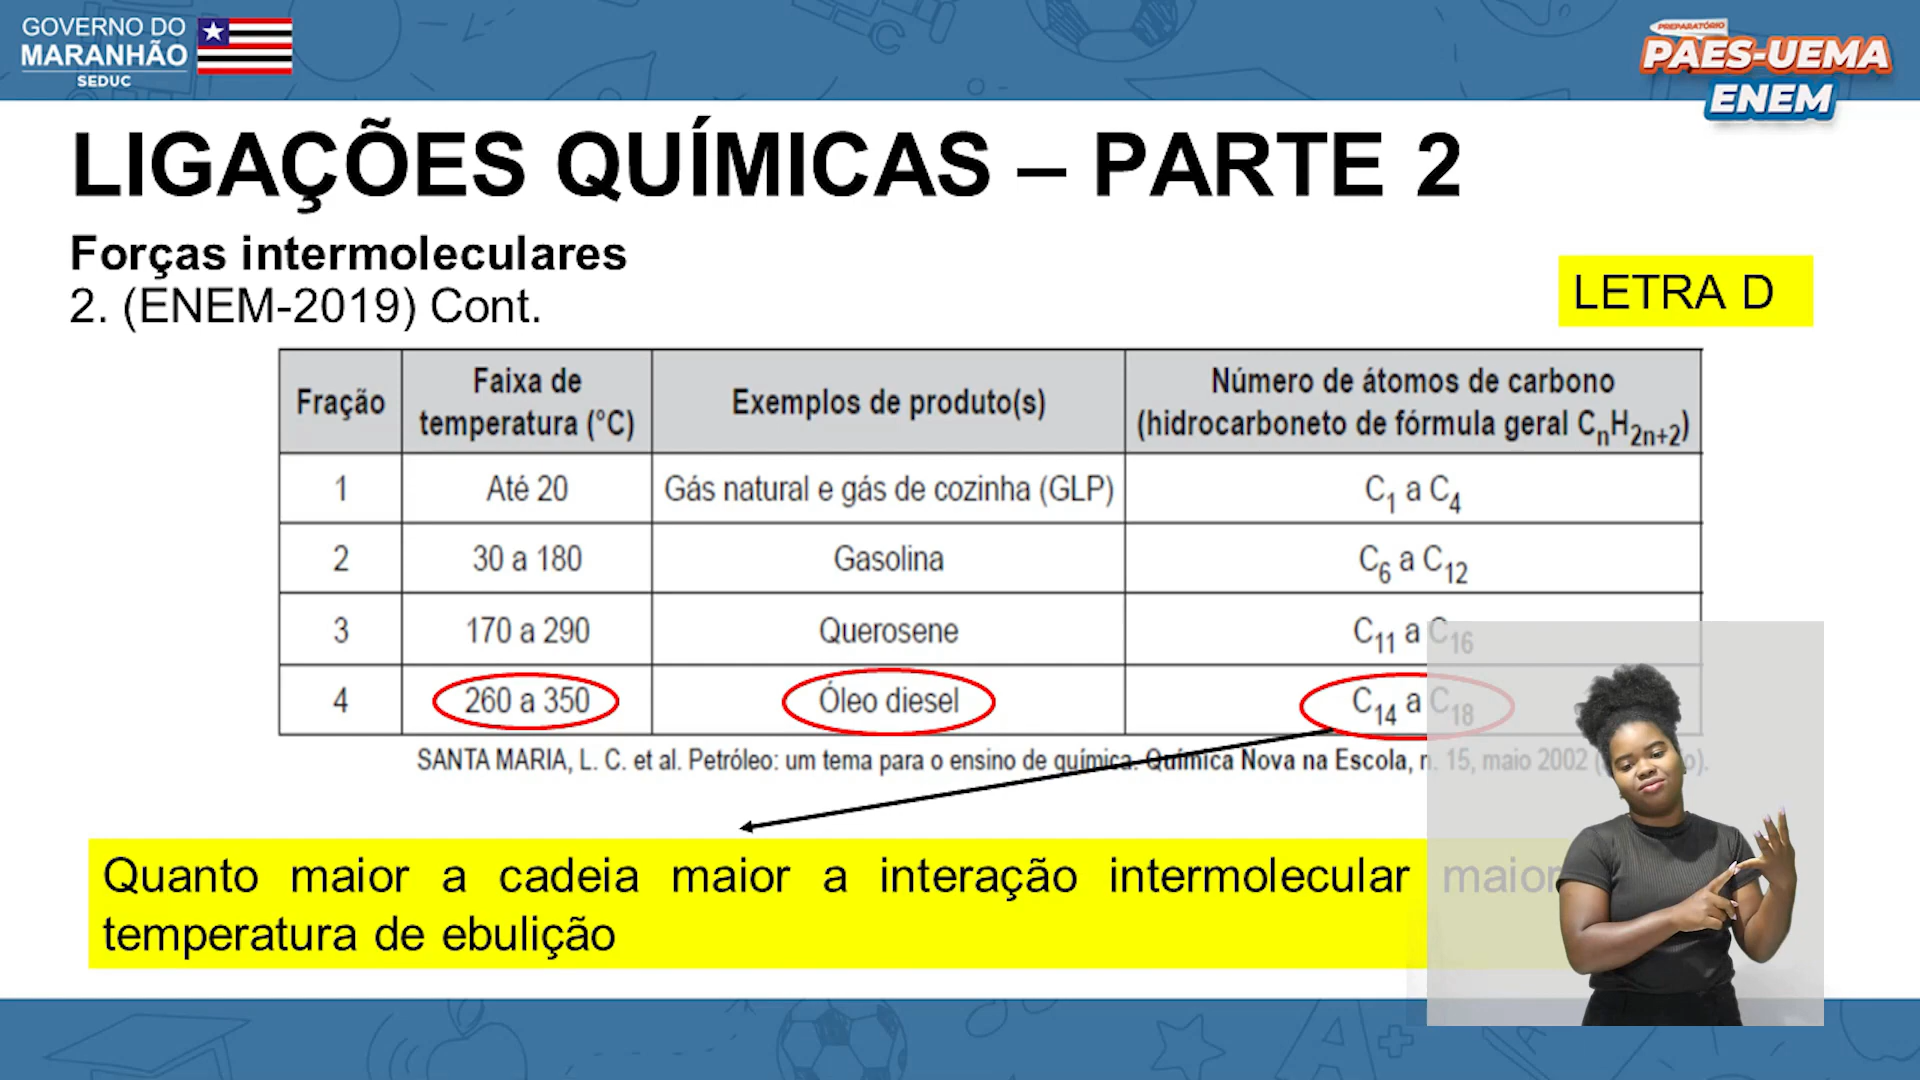 GOVERNO DO
MARANHÃO
SEDUC
PREPARATÓRIO
PAES-UEMA
ENEM
LIGAÇÕES QUÍMICAS – PARTE 2
Forças intermoleculares
2. (ENEM-2019) Cont.
LETRA D
Fração
Faixa de temperatura (°C)
Exemplos de produto(s)
Número de átomos de carbono
(hidrocarboneto de fórmula geral CₙH₂ₙ₊₂)
1 Até 20 Gás natural e gás de cozinha (GLP) C₁ a C₄
2 30 a 180 Gasolina C₆ a C₁₂
3 170 a 290 Querosene C₁₁ a C₁₆
4 260 a 350 Óleo diesel C₁₄ a C₁₈
SANTA MARIA, L. C. et al. Petróleo: um tema para o ensino de química. Química Nova na Escola, n. 15, maio 2002
Quanto maior a cadeia maior a interação intermolecular maior
temperatura de ebulição